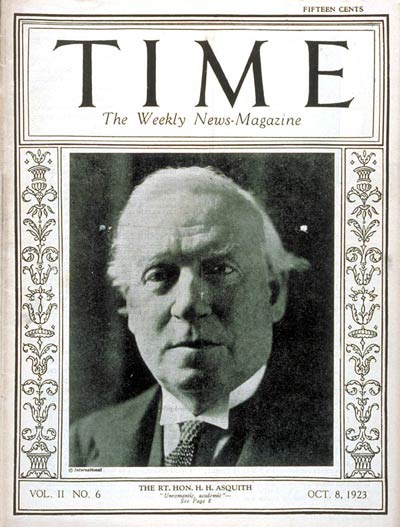 FIFTEEN CENTS
TIME
The Weekly News-Magazine
© International
THE RT. HON. H. H. ASQUITH
"Unromantic, academic"—
See Page 8
VOL. II NO. 6
OCT. 8, 1923